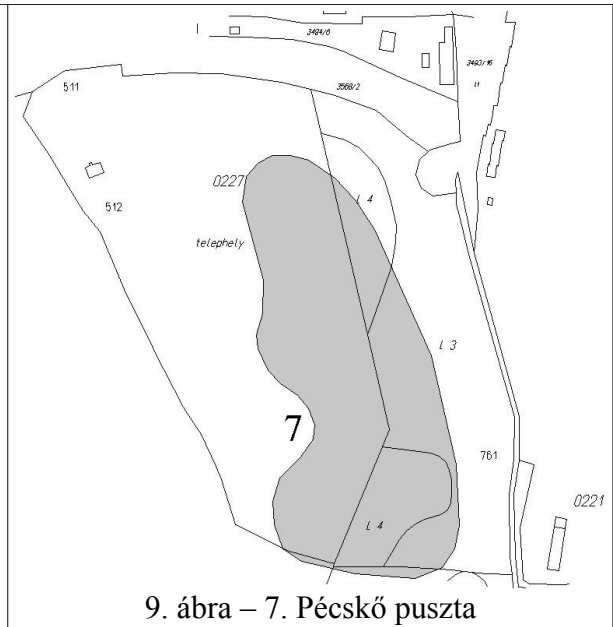 3494/6
511
3568/2
3493/16
út
0227
L 4
512
telephely
L 3
7
761
0221
L 4
9. ábra – 7. Pécskő puszta